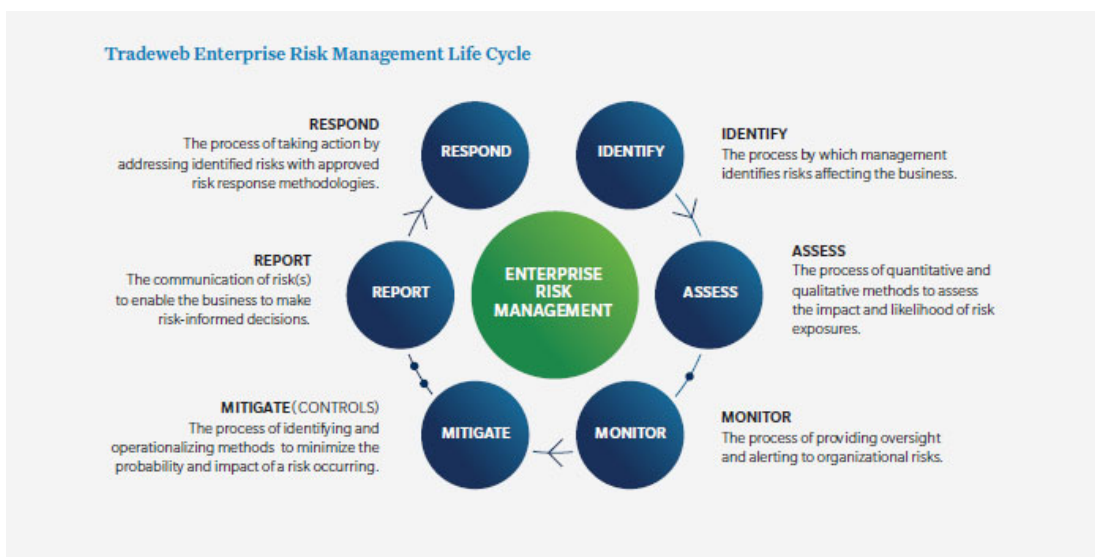 Tradeweb Enterprise Risk Management Life Cycle
RESPOND
The process of taking action by
addressing identified risks with approved
risk response methodologies.
RESPOND
IDENTIFY
IDENTIFY
The process by which management
identifies risks affecting the business.
REPORT
The communication of risk(s)
to enable the business to make
risk-informed decisions.
REPORT
ENTERPRISE
RISK
MANAGEMENT
ASSESS
ASSESS
The process of quantitative and
qualitative methods to assess
the impact and likelihood of risk
exposures.
MITIGATE (CONTROLS)
The process of identifying and
operationalizing methods to minimize the
probability and impact of a risk occurring.
MITIGATE
MONITOR
MONITOR
The process of providing oversight
and alerting to organizational risks.